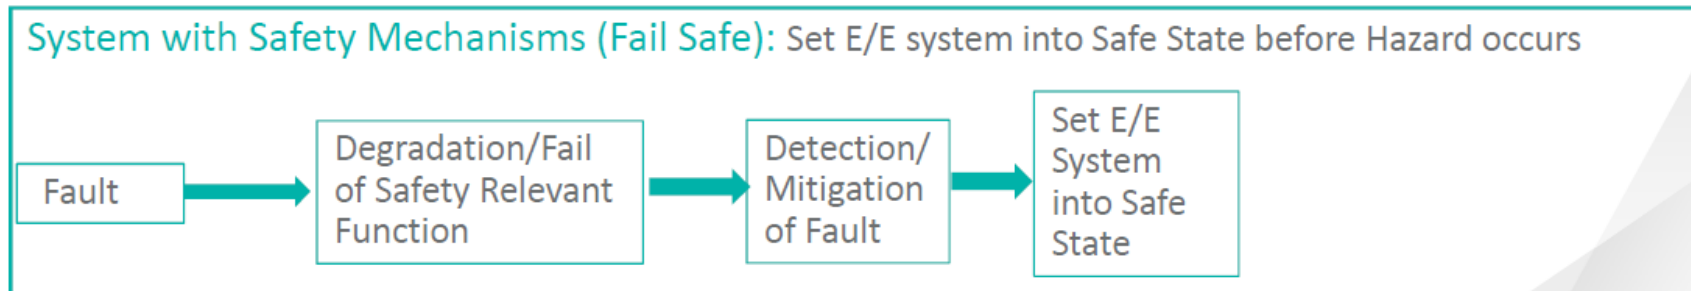 System with Safety Mechanisms (Fail Safe): Set E/E system into Safe State before Hazard occurs
Fault
Degradation/Fail
of Safety Relevant
Function
Detection/
Mitigation
of Fault
Set E/E
System
into Safe
State